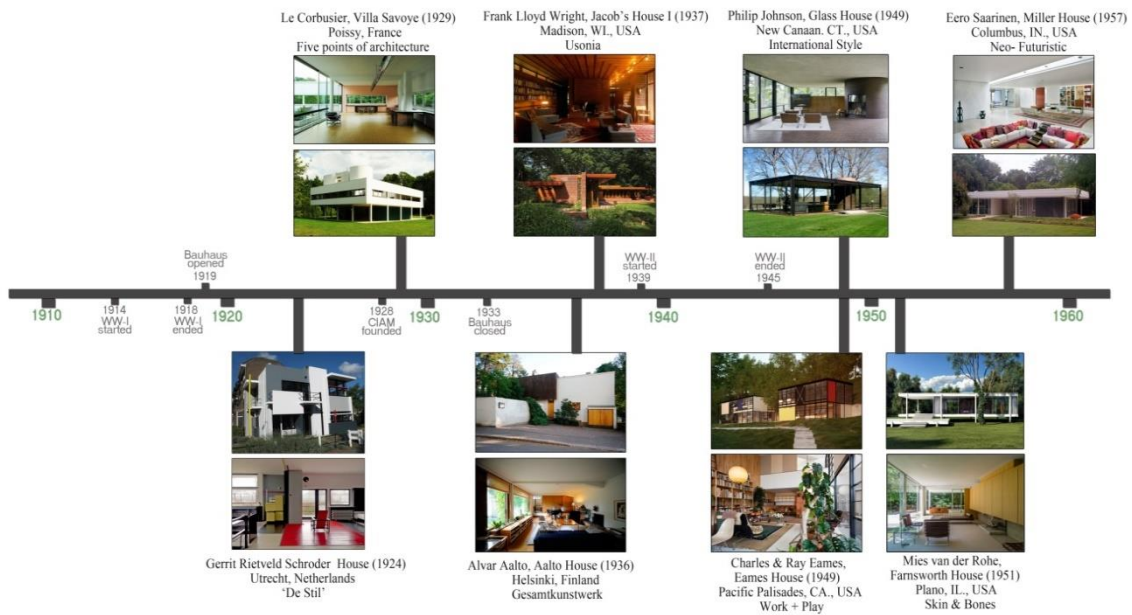 Le Corbusier, Villa Savoye (1929)
Poissy, France
Five points of architecture
Frank Lloyd Wright, Jacob's House I (1937)
Madison, WI., USA
Usonia
Philip Johnson, Glass House (1949)
New Canaan. CT., USA
International Style
Eero Saarinen, Miller House (1957)
Columbus, IN., USA
Neo- Futuristic
Bauhaus
opened
1919
WW-II
started
1939
WW-II
ended
1945
1910
1914
WW-I
started
1918
WW-I
ended
1920
1928
CIAM
founded
1930
1933
Bauhaus
closed
1940
1950
1960
Gerrit Rietveld Schroder House (1924)
Utrecht, Netherlands
'De Stil'
Alvar Aalto, Aalto House (1936)
Helsinki, Finland
Gesamtkunstwerk
Charles & Ray Eames,
Eames House (1949)
Pacific Palisades, CA., USA
Work + Play
Mies van der Rohe,
Farnsworth House (1951)
Plano, IL., USA
Skin & Bones